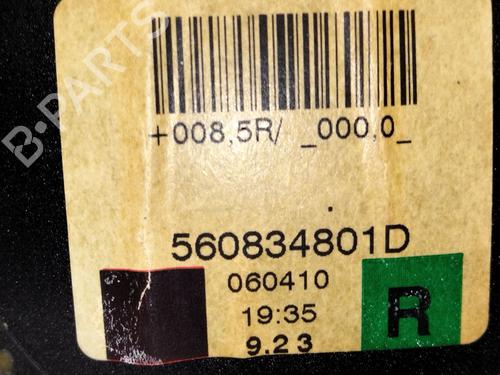 B-PARTS
+008,5R/ _000,0_
560834801D
060410
19:35
R
9.23